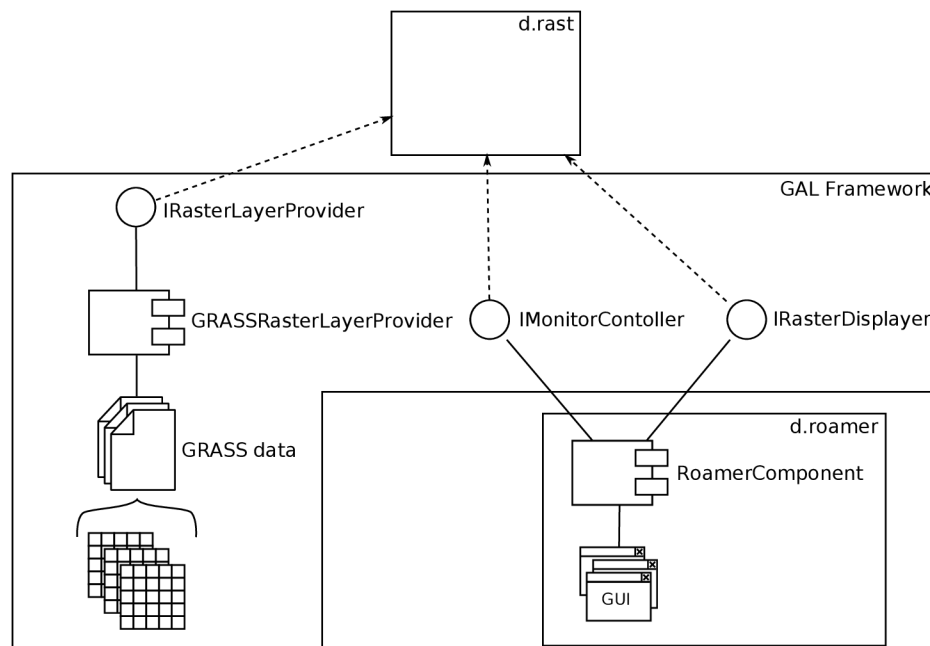 d.rast
GAL Framework
IRasterLayerProvider
GRASSRasterLayerProvider
IMonitorContoller
IRasterDisplayer
d.roamer
GRASS data
RoamerComponent
GUI